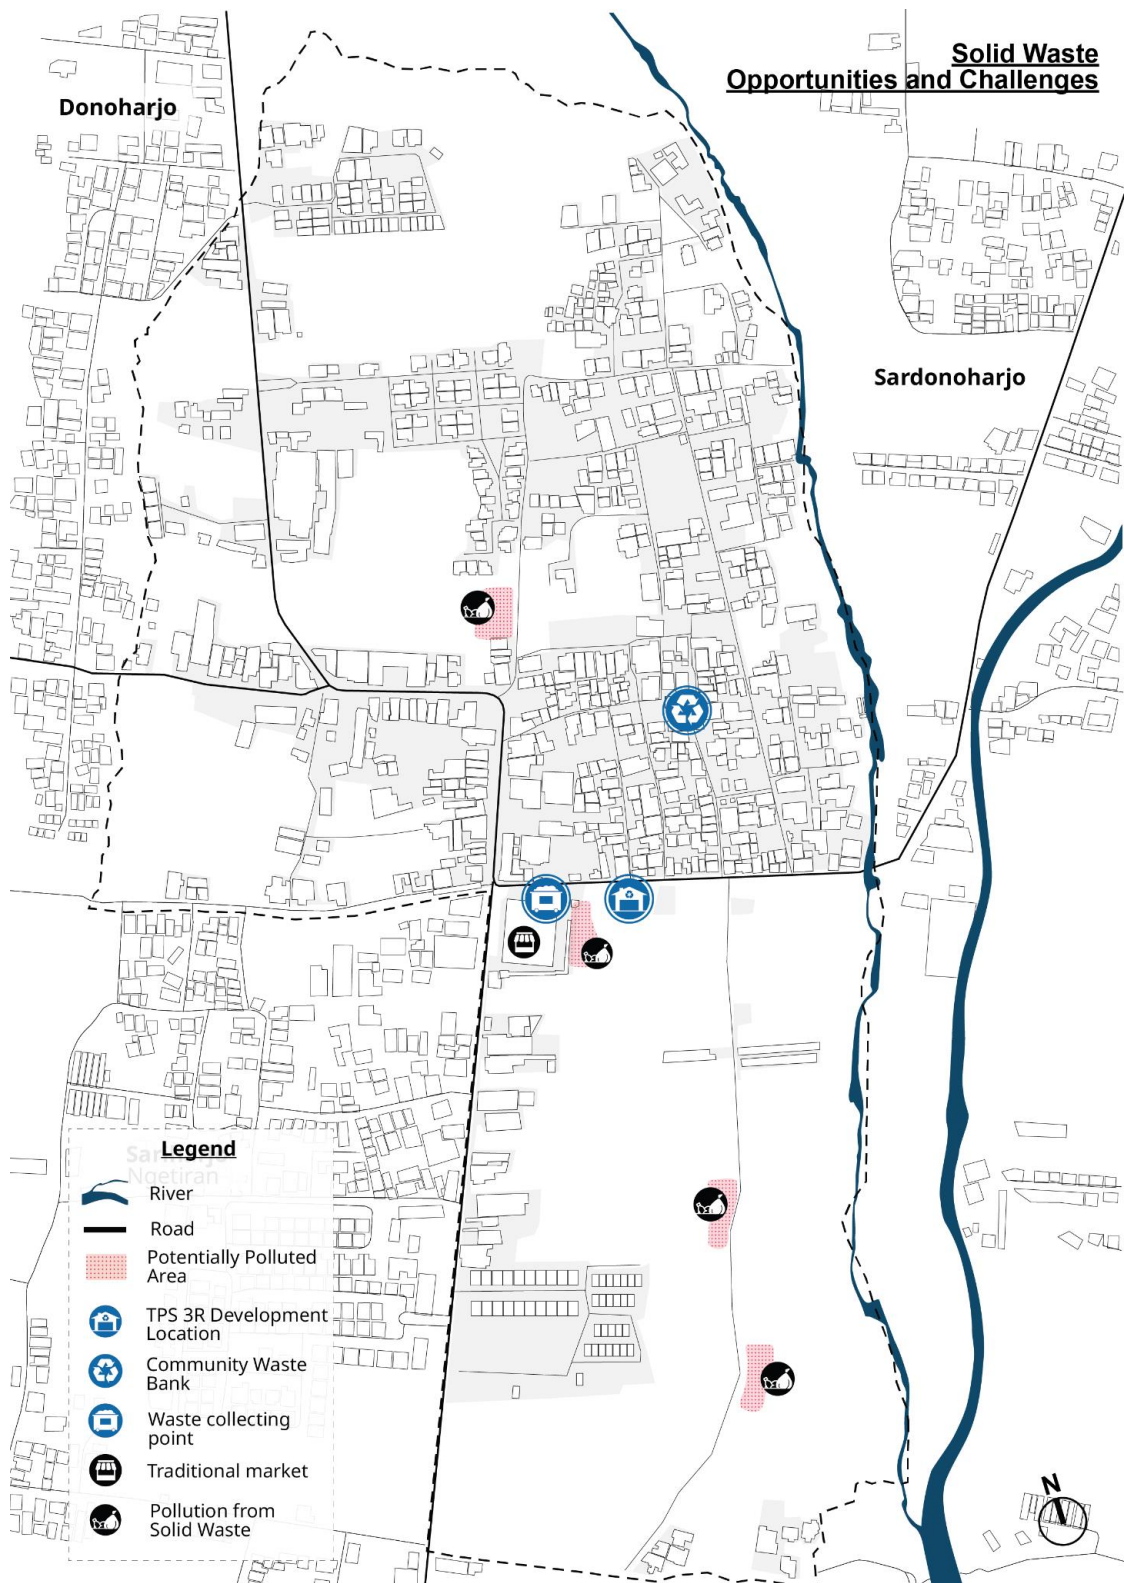 Solid Waste
Opportunities and Challenges
Donoharjo
Sardonoharjo
Legend
Ngetiran
River
Road
Potentially Polluted
Area
TPS 3R Development
Location
Community Waste
Bank
Waste collecting
point
Traditional market
Pollution from
Solid Waste
N